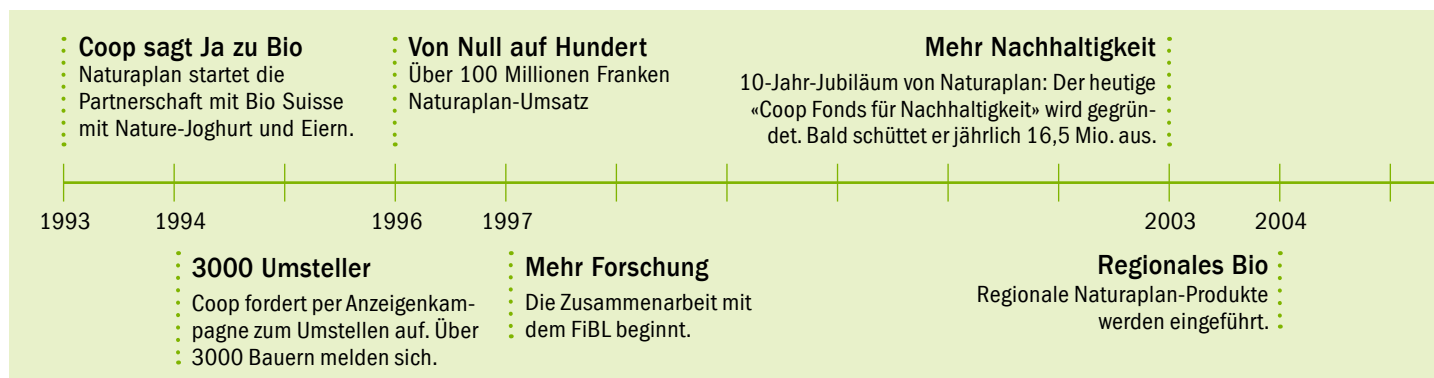 Coop sagt Ja zu Bio
Naturaplan startet die
Partnerschaft mit Bio Suisse
mit Nature-Joghurt und Eiern.
Von Null auf Hundert
Über 100 Millionen Franken
Naturaplan-Umsatz
Mehr Nachhaltigkeit
10-Jahr-Jubiläum von Naturaplan: Der heutige
«Coop Fonds für Nachhaltigkeit» wird gegrün-
det. Bald schüttet er jährlich 16,5 Mio. aus.
1993
1994
1996
1997
2003
2004
3000 Umsteller
Coop fordert per Anzeigenkam-
pagne zum Umstellen auf. Über
3000 Bauern melden sich.
Mehr Forschung
Die Zusammenarbeit mit
dem FiBL beginnt.
Regionales Bio
Regionale Naturaplan-Produkte
werden eingeführt.